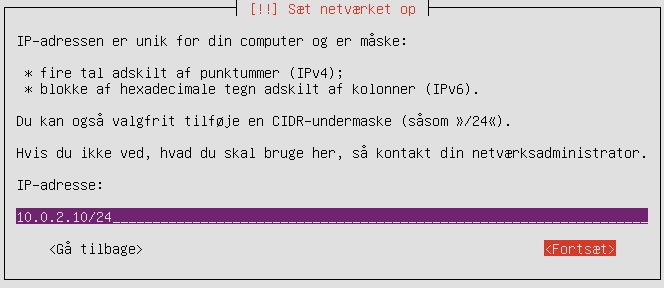 [!!] Sæt netværket op
IP-adressen er unik for din computer og er måske:
* fire tal adskilt af punktummer (IPv4);
* blokke af hexadecimale tegn adskilt af kolonner (IPv6).
Du kan også valgfrit tilføje en CIDR-undermaske (såsom »/24«).
Hvis du ikke ved, hvad du skal bruge her, så kontakt din netværksadministrator.
IP-adresse:
10.0.2.10/24
<Gå tilbage> <Fortsæt>